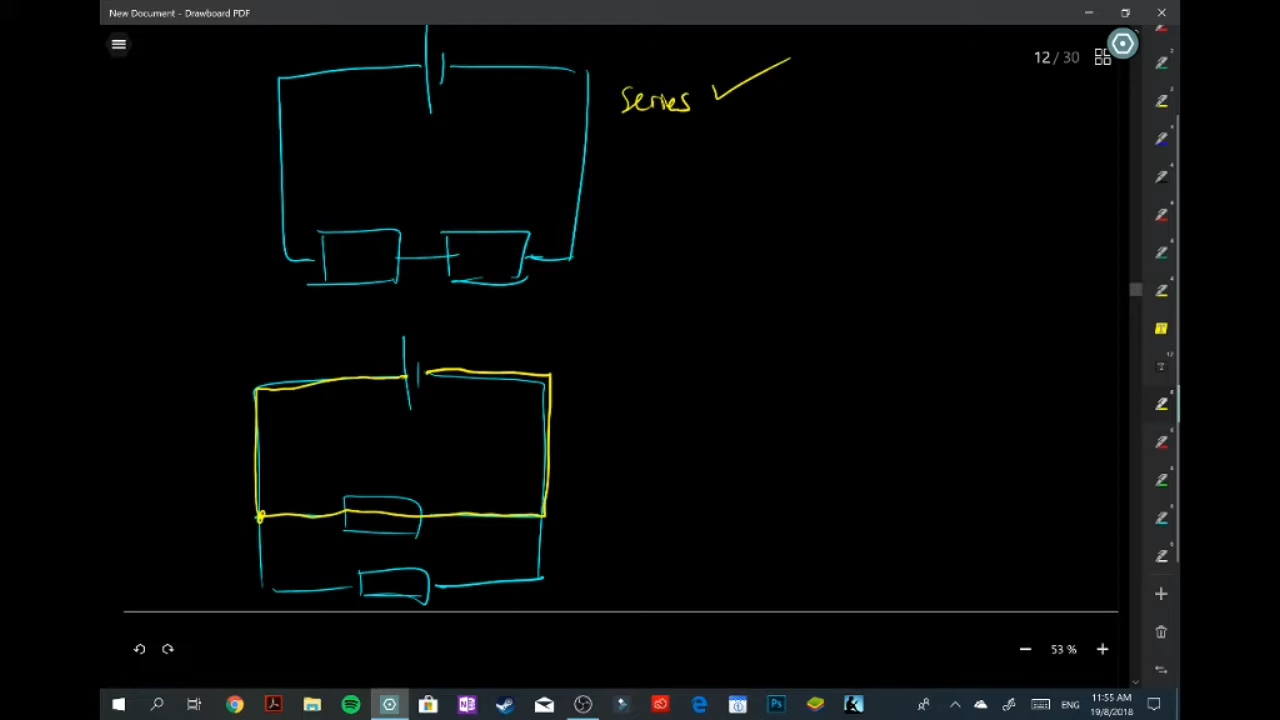 New Document - Drawboard PDF
12 / 30
Series
53 %
11:55 AM
ENG
19/8/2018